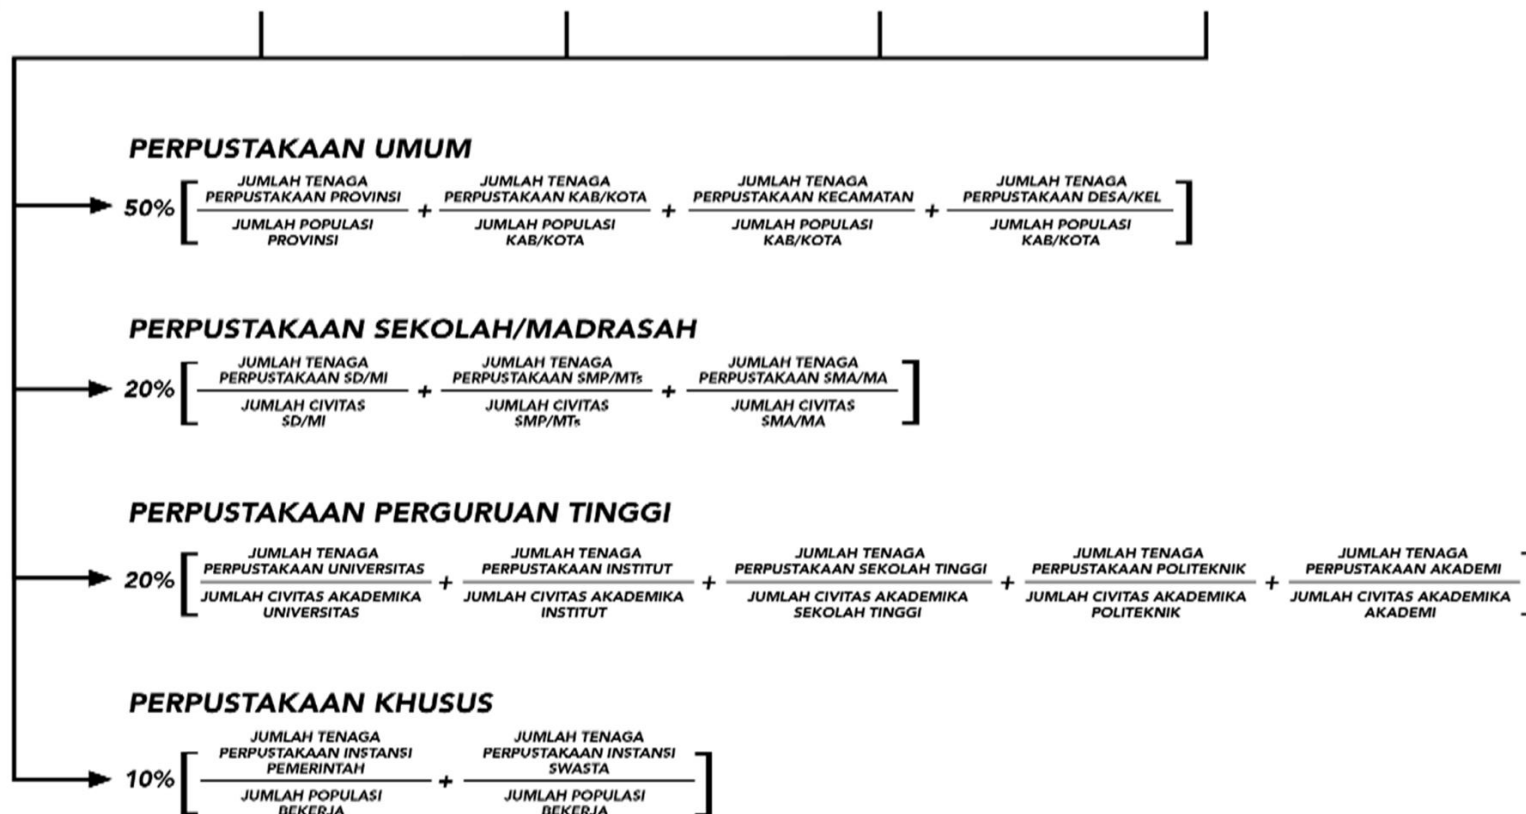 PERPUSTAKAAN UMUM
JUMLAH TENAGA JUMLAH TENAGA JUMLAH TENAGA JUMLAH TENAGA
PERPUSTAKAAN PROVINSI PERPUSTAKAAN KAB/KOTA PERPUSTAKAAN KECAMATAN PERPUSTAKAAN DESA/KEL
50% [ + + + ]
JUMLAH POPULASI JUMLAH POPULASI JUMLAH POPULASI JUMLAH POPULASI
PROVINSI KAB/KOTA KAB/KOTA KAB/KOTA
PERPUSTAKAAN SEKOLAH/MADRASAH
JUMLAH TENAGA JUMLAH TENAGA JUMLAH TENAGA
PERPUSTAKAAN SD/MI PERPUSTAKAAN SMP/MTs PERPUSTAKAAN SMA/MA
20% [ + + ]
JUMLAH CIVITAS JUMLAH CIVITAS JUMLAH CIVITAS
SD/MI SMP/MTs SMA/MA
PERPUSTAKAAN PERGURUAN TINGGI
JUMLAH TENAGA JUMLAH TENAGA JUMLAH TENAGA JUMLAH TENAGA JUMLAH TENAGA
PERPUSTAKAAN UNIVERSITAS PERPUSTAKAAN INSTITUT PERPUSTAKAAN SEKOLAH TINGGI PERPUSTAKAAN POLITEKNIK PERPUSTAKAAN AKADEMI
20% [ + + + +
JUMLAH CIVITAS AKADEMIKA JUMLAH CIVITAS AKADEMIKA JUMLAH CIVITAS AKADEMIKA JUMLAH CIVITAS AKADEMIKA JUMLAH CIVITAS AKADEMIKA
UNIVERSITAS INSTITUT SEKOLAH TINGGI POLITEKNIK AKADEMI
PERPUSTAKAAN KHUSUS
JUMLAH TENAGA JUMLAH TENAGA
PERPUSTAKAAN INSTANSI PERPUSTAKAAN INSTANSI
PEMERINTAH SWASTA
10% [ + ]
JUMLAH POPULASI JUMLAH POPULASI
BEKERJA BEKERJA